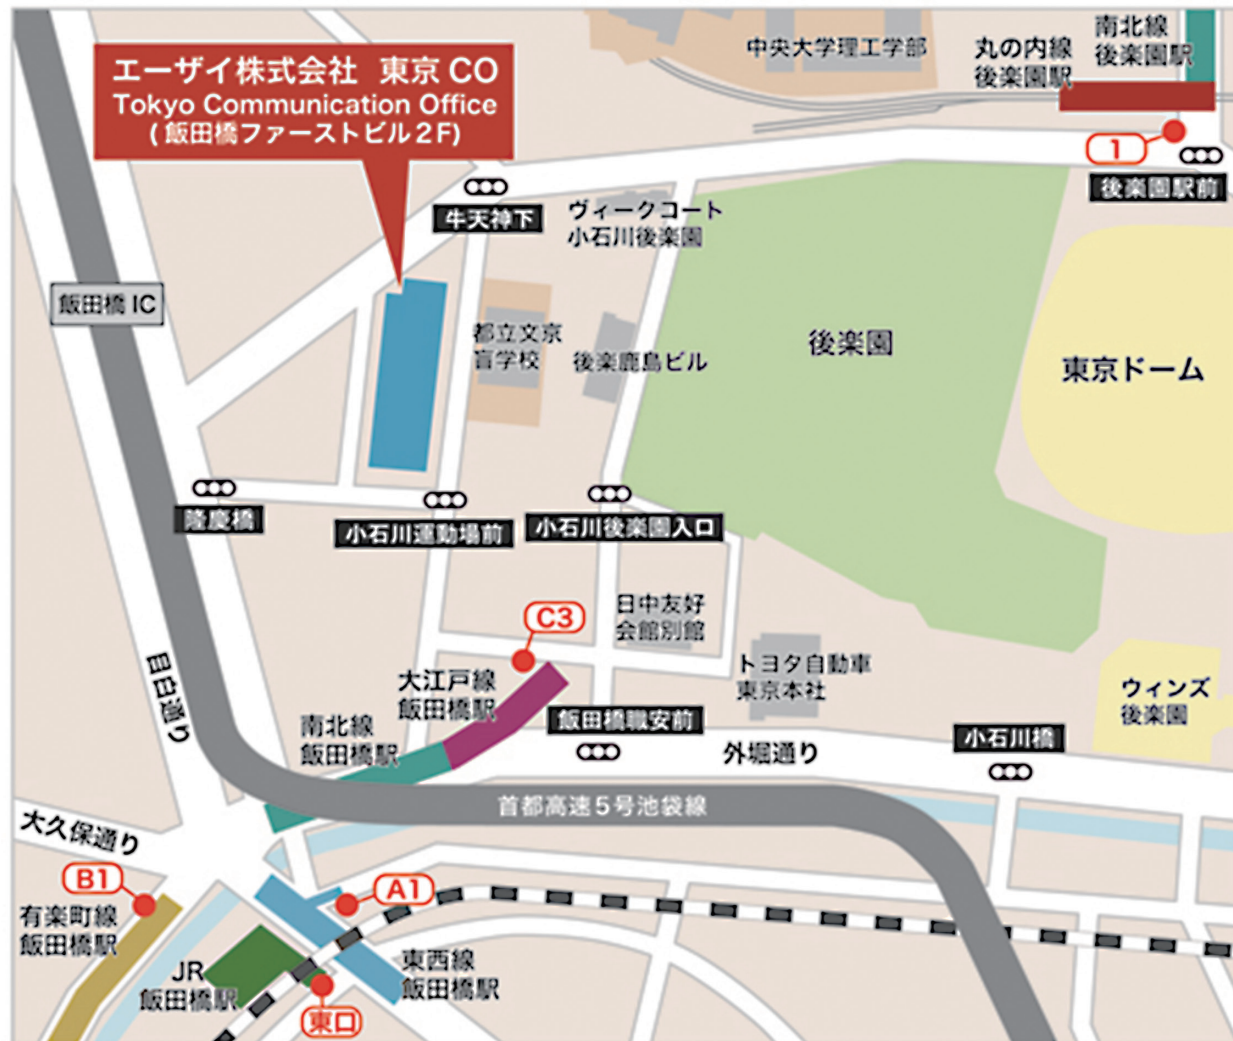 エーザイ株式会社 東京 CO
Tokyo Communication Office
(飯田橋ファーストビル2F)
中央大学理工学部
丸の内線
後楽園駅
南北線
後楽園駅
1
後楽園駅前
牛天神下
ヴィークコート
小石川後楽園
飯田橋 IC
都立文京
盲学校
後楽鹿島ビル
後楽園
東京ドーム
隆慶橋
小石川運動場前
小石川後楽園入口
日中友好
会館別館
C3
トヨタ自動車
東京本社
ウィンズ
後楽園
目白通り
大江戸線
飯田橋駅
南北線
飯田橋駅
飯田橋職安前
外堀通り
小石川橋
首都高速5号池袋線
大久保通り
B1
有楽町線
飯田橋駅
A1
JR
飯田橋駅
東西線
飯田橋駅
東口